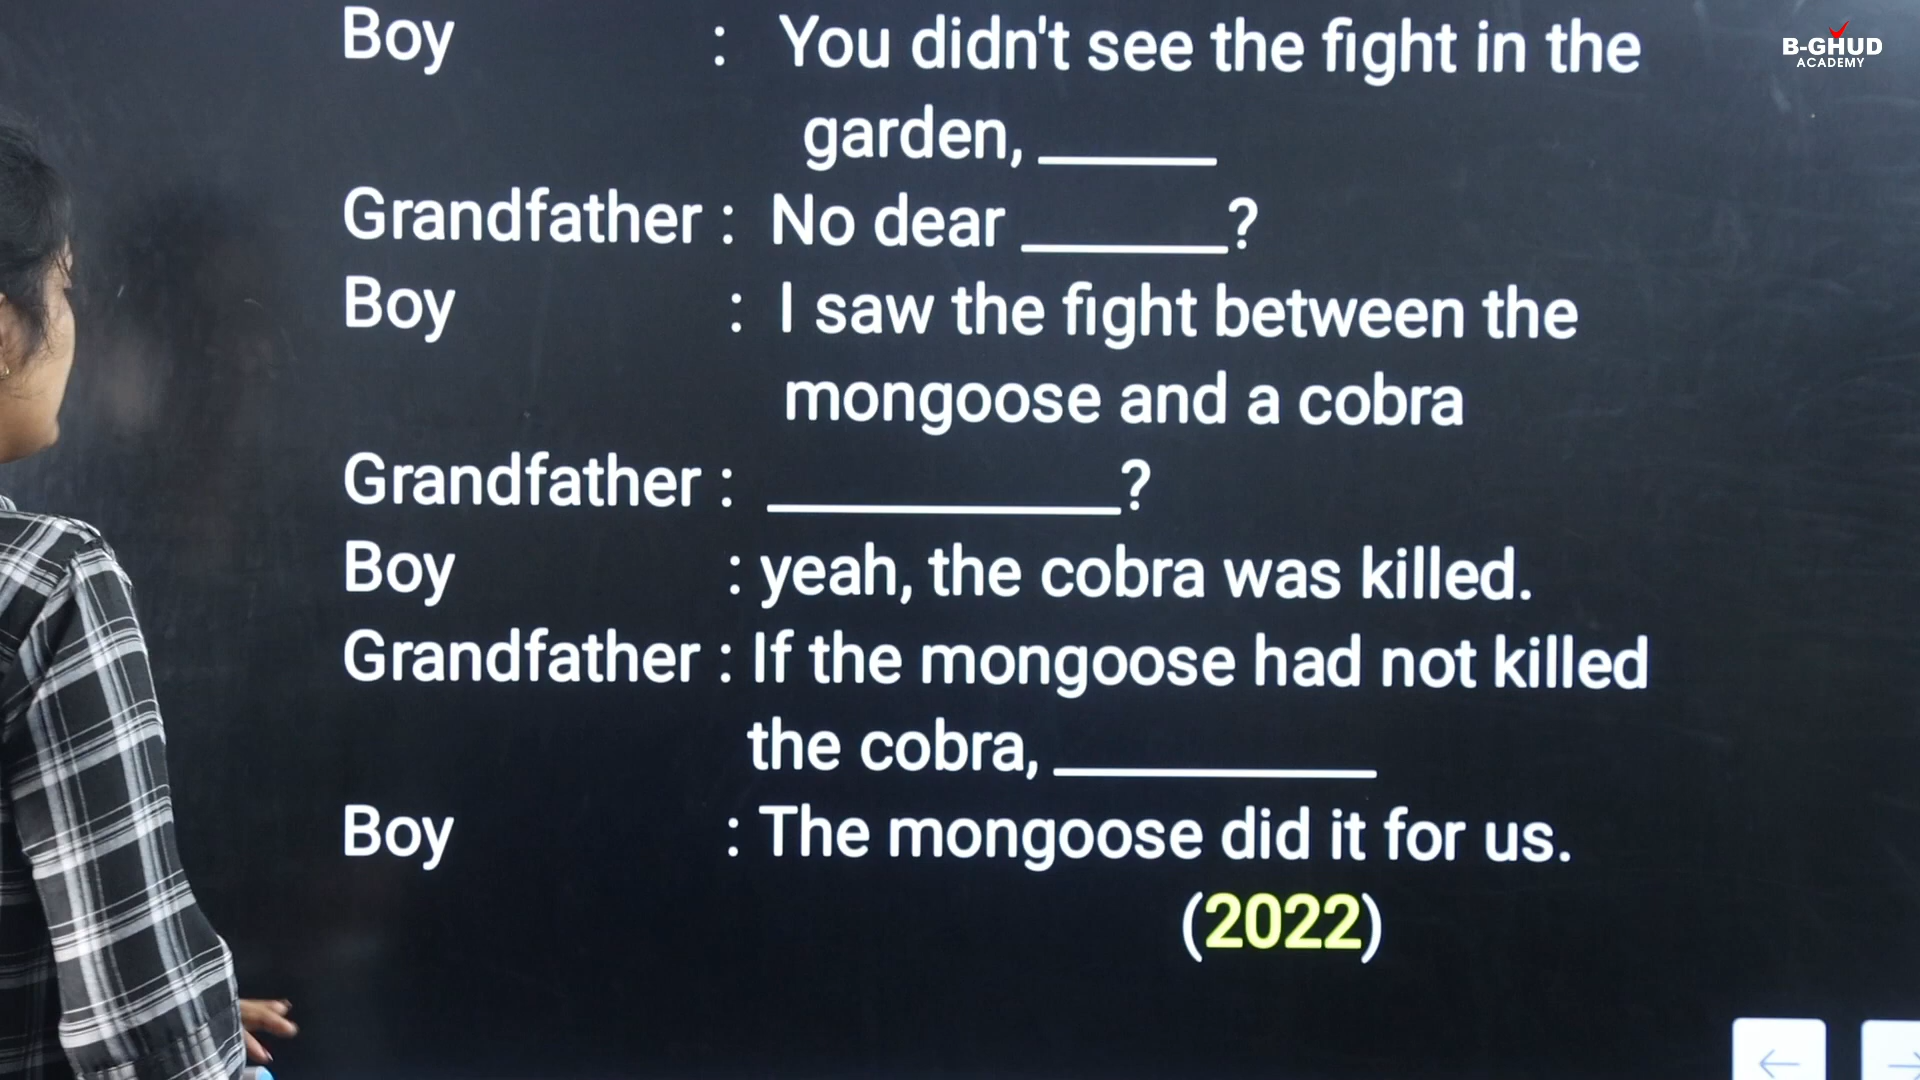 B-GHUD
ACADEMY
Boy : You didn't see the fight in the
garden, ______
Grandfather : No dear ______?
Boy : I saw the fight between the
mongoose and a cobra
Grandfather : __________?
Boy : yeah, the cobra was killed.
Grandfather : If the mongoose had not killed
the cobra, __________
Boy : The mongoose did it for us.
(2022)